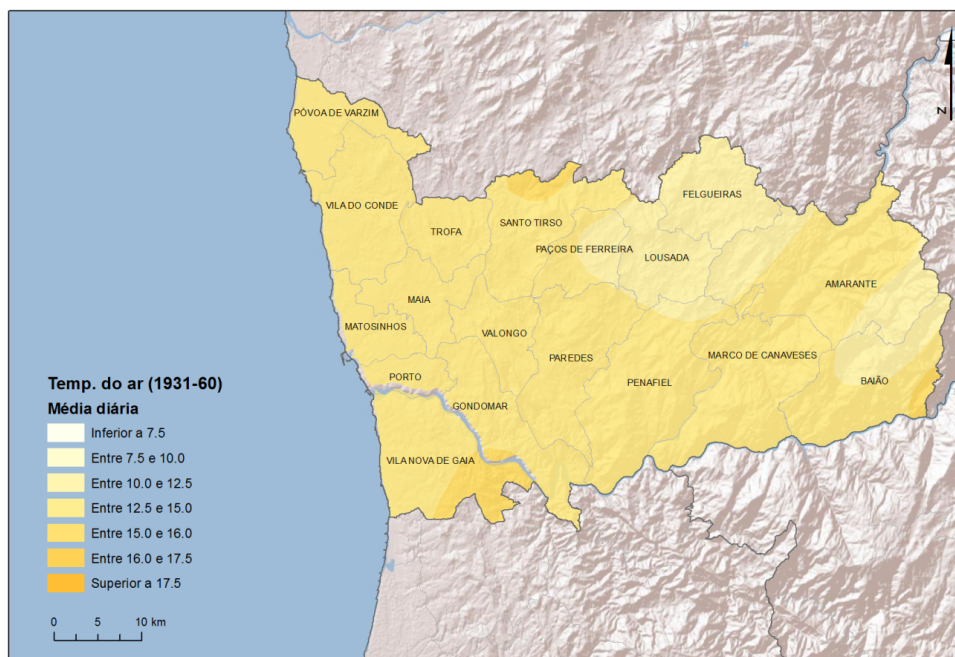 N
PÓVOA DE VARZIM
VILA DO CONDE
TROFA
SANTO TIRSO
FELGUEIRAS
PAÇOS DE FERREIRA
LOUSADA
AMARANTE
MAIA
MATOSINHOS
VALONGO
PAREDES
MARCO DE CANAVESES
PORTO
PENAFIEL
BAIÃO
GONDOMAR
VILA NOVA DE GAIA
Temp. do ar (1931-60)
Média diária
Inferior a 7.5
Entre 7.5 e 10.0
Entre 10.0 e 12.5
Entre 12.5 e 15.0
Entre 15.0 e 16.0
Entre 16.0 e 17.5
Superior a 17.5
0 5 10 km